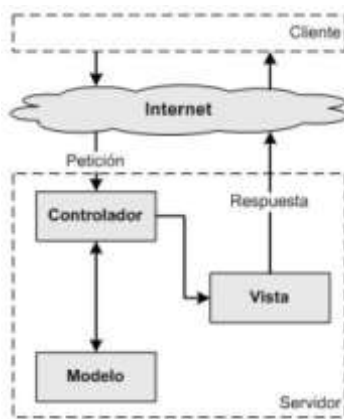 Cliente
Internet
Petición
Respuesta
Controlador
Vista
Modelo
Servidor